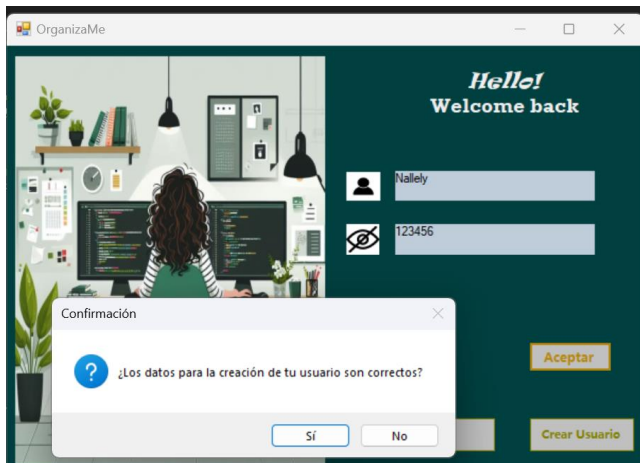 OrganizaMe
Hello!
Welcome back
Nallely
123456
Confirmación
¿Los datos para la creación de tu usuario son correctos?
Sí
No
Aceptar
Crear Usuario